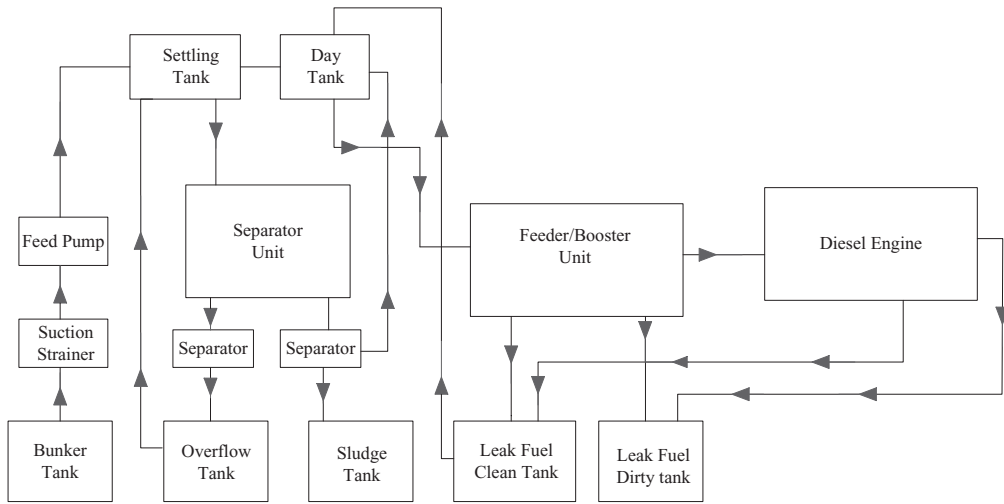 Settling
Tank
Day
Tank
Feed Pump
Separator
Unit
Feeder/Booster
Unit
Diesel Engine
Suction
Strainer
Separator
Separator
Bunker
Tank
Overflow
Tank
Sludge
Tank
Leak Fuel
Clean Tank
Leak Fuel
Dirty tank